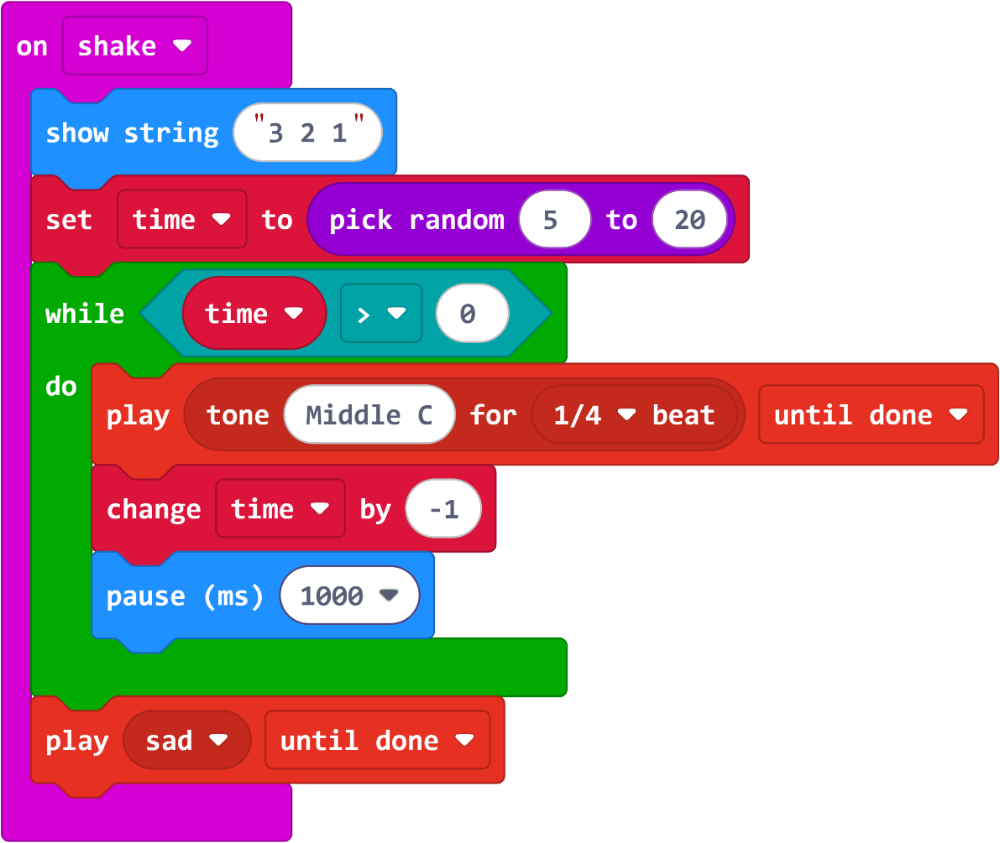 on shake
show string "3 2 1"
set time to pick random 5 to 20
while time > 0
do
play tone Middle C for 1/4 beat until done
change time by -1
pause (ms) 1000
play sad until done